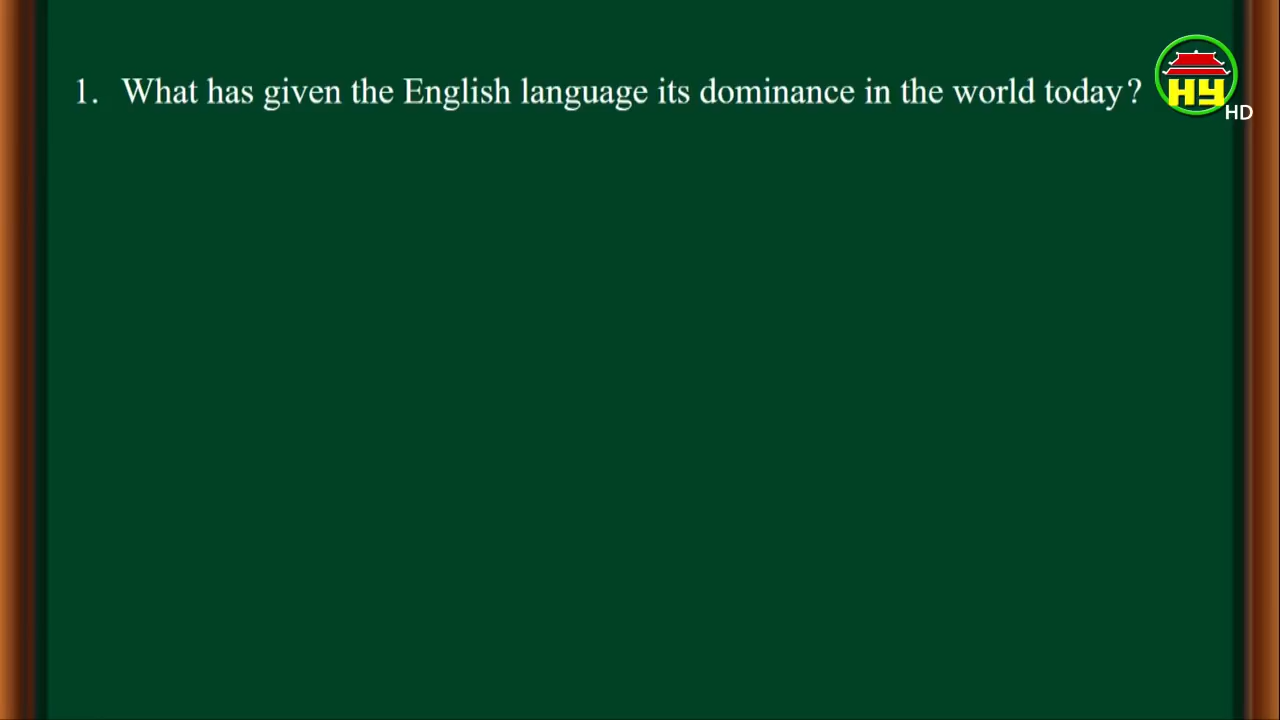 1. What has given the English language its dominance in the world today?
HY
HD